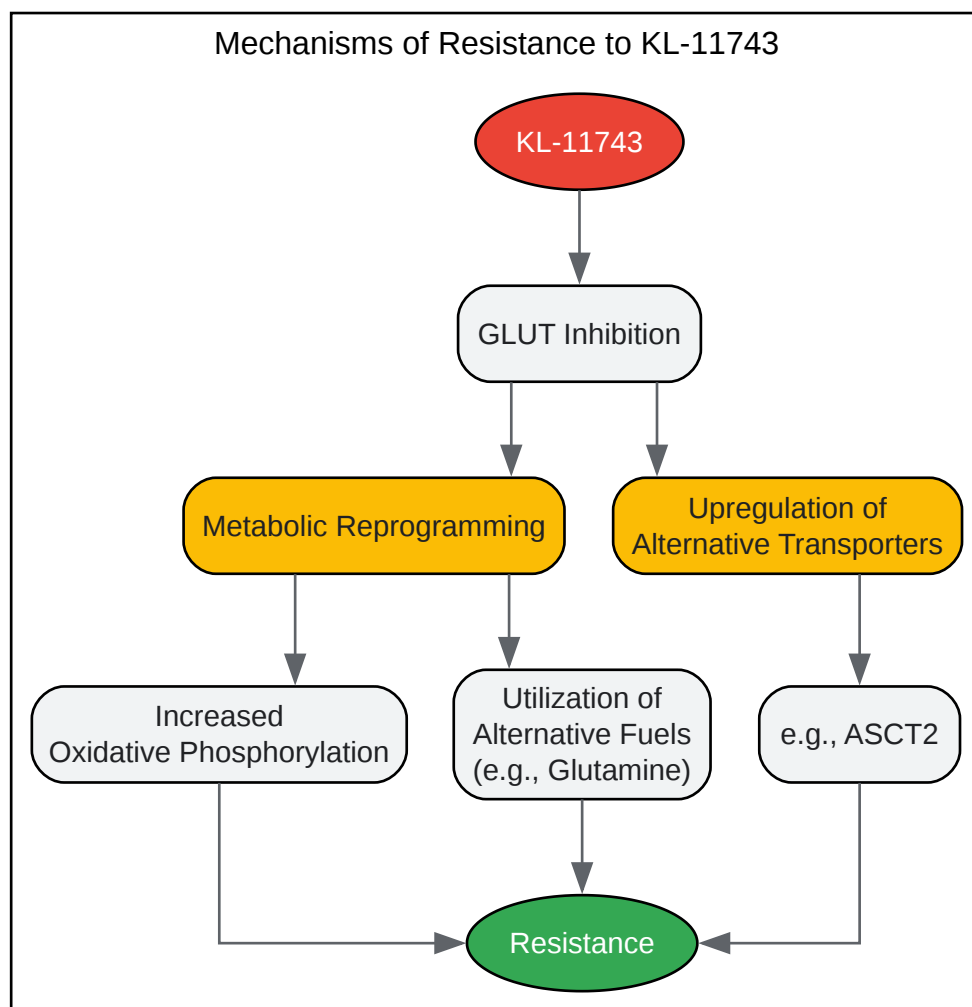 Mechanisms of Resistance to KL-11743
KL-11743
GLUT Inhibition
Metabolic Reprogramming
Upregulation of
Alternative Transporters
Increased
Oxidative Phosphorylation
Utilization of
Alternative Fuels
(e.g., Glutamine)
e.g., ASCT2
Resistance